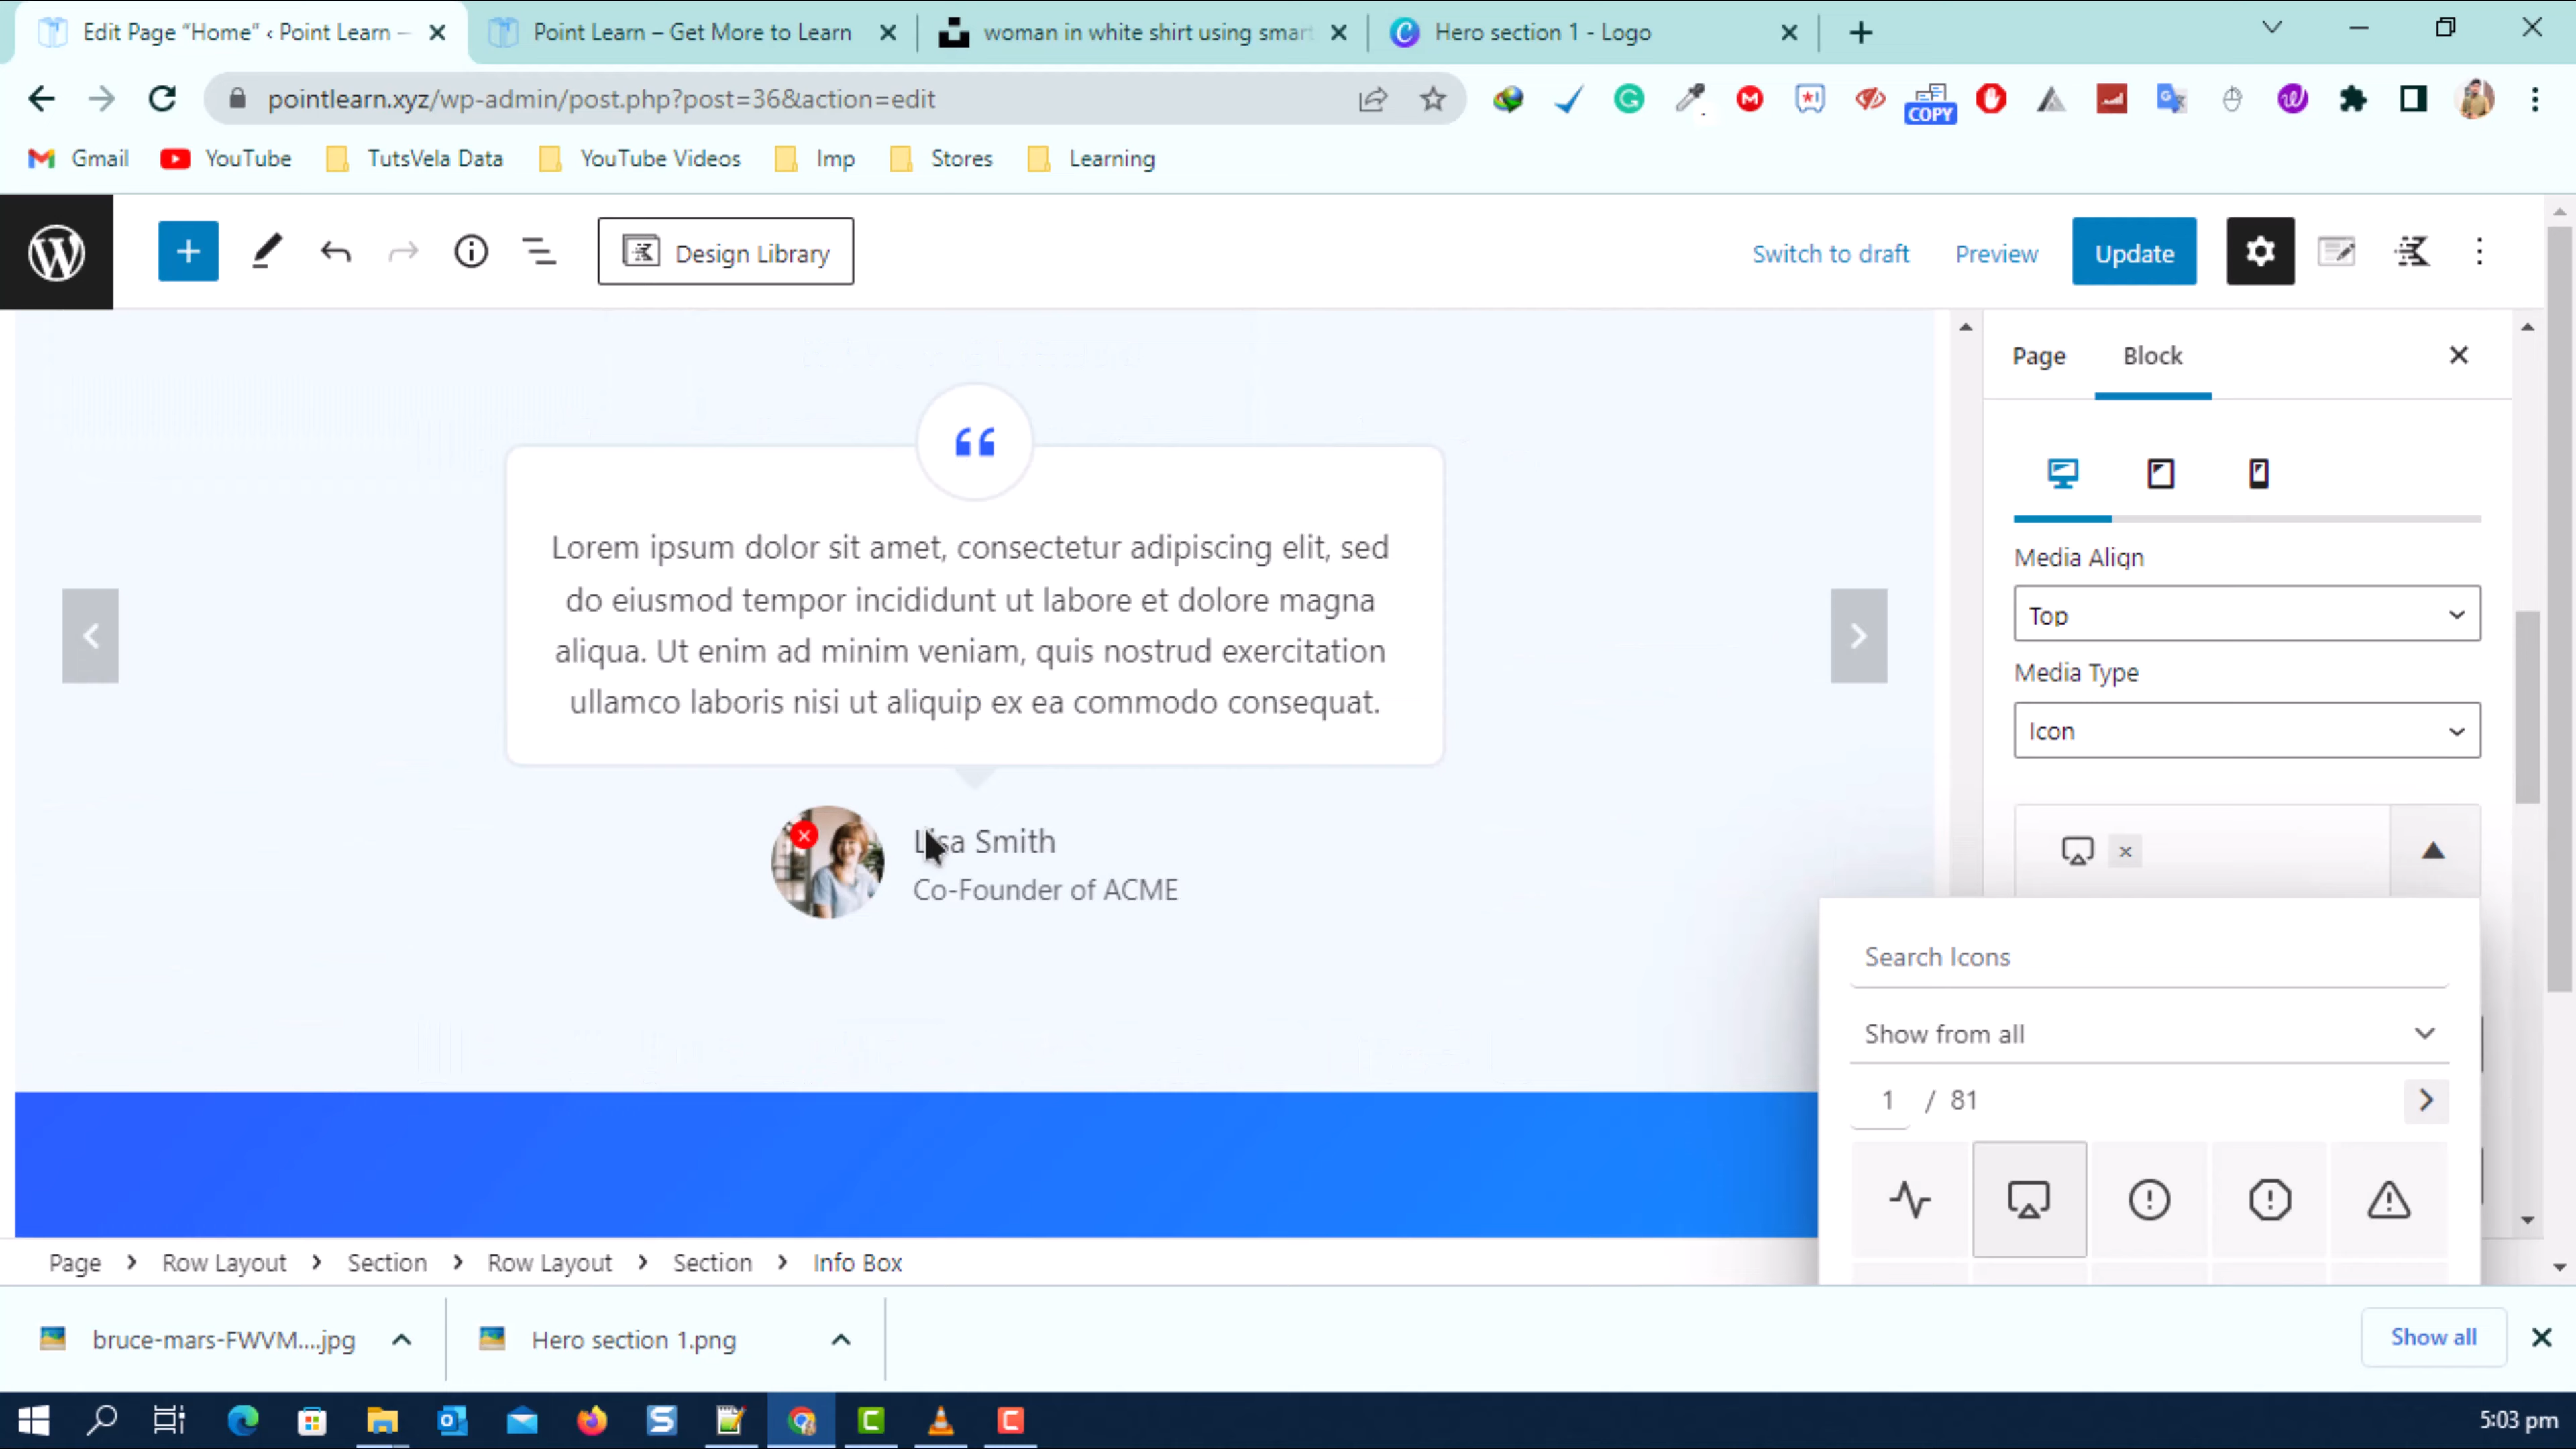 Edit Page “Home” ‹ Point Learn –
Point Learn – Get More to Learn
woman in white shirt using smart
Hero section 1 - Logo
pointlearn.xyz/wp-admin/post.php?post=36&action=edit
COPY
Gmail
YouTube
TutsVela Data
YouTube Videos
Imp
Stores
Learning
Design Library
Switch to draft
Preview
Update
Page
Block
“
Lorem ipsum dolor sit amet, consectetur adipiscing elit, sed
do eiusmod tempor incididunt ut labore et dolore magna
aliqua. Ut enim ad minim veniam, quis nostrud exercitation
ullamco laboris nisi ut aliquip ex ea commodo consequat.
Lisa Smith
Co-Founder of ACME
Media Align
Top
Media Type
Icon
Search Icons
Show from all
1 / 81
Page > Row Layout > Section > Row Layout > Section > Info Box
bruce-mars-FWVM....jpg
Hero section 1.png
Show all
5:03 pm